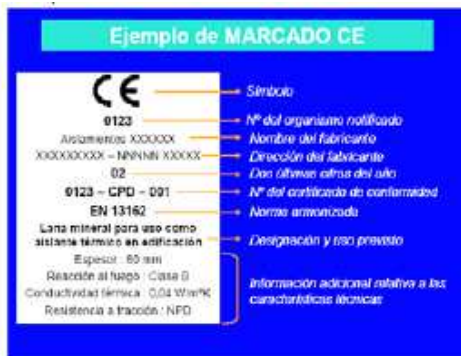 Ejemplo de MARCADO CE
CE
Símbolo
0123
Nº del organismo notificado
Aislamientos XXXXXX
Nombre del fabricante
XXXXXXXXX – NNNNN XXXXX
Dirección del fabricante
02
Dos últimas cifras del año
0123 – CPD – 001
Nº del certificado de conformidad
EN 13162
Norma armonizada
Lana mineral para uso como
aislante térmico en edificación
Designación y uso previsto
Espesor : 60 mm
Reacción al fuego : Clase
Conductividad térmica : 0,04 W/mºK
Resistencia a tracción : NPD
Información adicional relativa a las
características técnicas